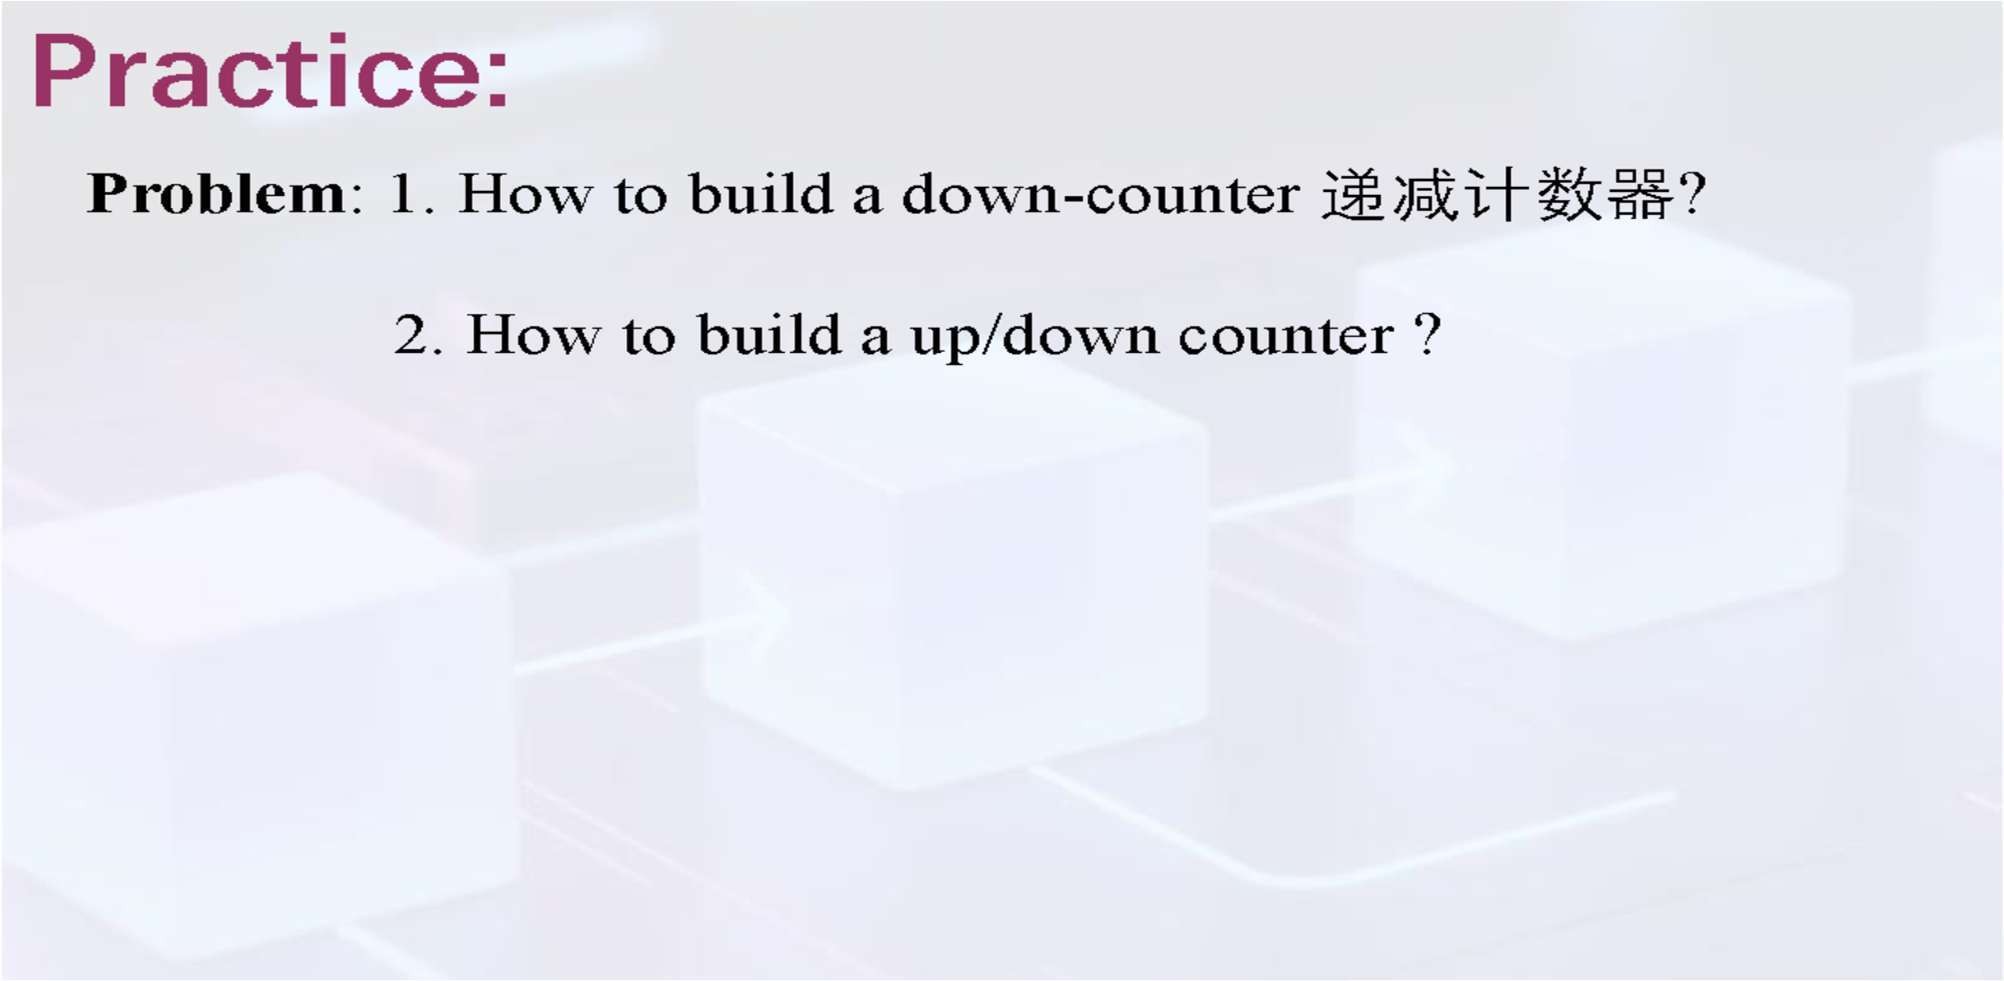 Practice:
Problem: 1. How to build a down-counter 递减计数器?
2. How to build a up/down counter ?